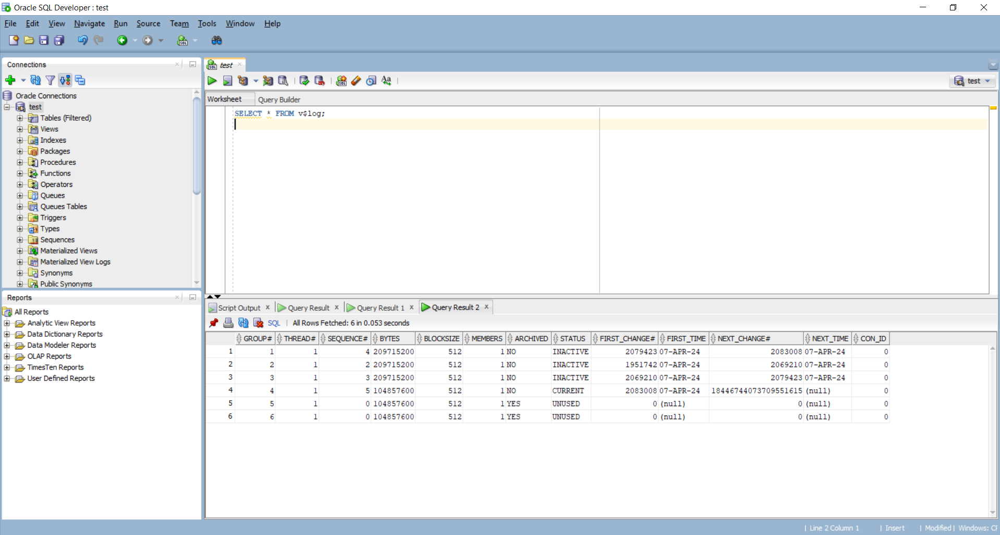 Oracle SQL Developer : test
File Edit View Navigate Run Source Team Tools Window Help
Connections
Oracle Connections
test
Tables (Filtered)
Views
Indexes
Packages
Procedures
Functions
Operators
Queues
Queues Tables
Triggers
Types
Sequences
Materialized Views
Materialized View Logs
Synonyms
Public Synonyms
Reports
All Reports
Analytic View Reports
Data Dictionary Reports
Data Modeler Reports
OLAP Reports
TimesTen Reports
User Defined Reports
test
test
Worksheet Query Builder
SELECT * FROM v$log;
Script Output Query Result Query Result 1 Query Result 2
SQL | All Rows Fetched: 6 in 0.053 seconds
GROUP# THREAD# SEQUENCE# BYTES BLOCKSIZE MEMBERS ARCHIVED STATUS FIRST_CHANGE# FIRST_TIME NEXT_CHANGE# NEXT_TIME CON_ID
1 1 1 4 209715200 512 1 NO INACTIVE 2079423 07-APR-24 2083008 07-APR-24 0
2 2 1 2 209715200 512 1 NO INACTIVE 1951742 07-APR-24 2069210 07-APR-24 0
3 3 1 3 209715200 512 1 NO INACTIVE 2069210 07-APR-24 2079423 07-APR-24 0
4 4 1 5 104857600 512 1 NO CURRENT 2083008 07-APR-24 18446744073709551615 (null) 0
5 5 1 0 104857600 512 1 YES UNUSED 0 (null) 0 (null) 0
6 6 1 0 104857600 512 1 YES UNUSED 0 (null) 0 (null) 0
| Line 2 Column 1 | Insert | Modified | Windows: CF